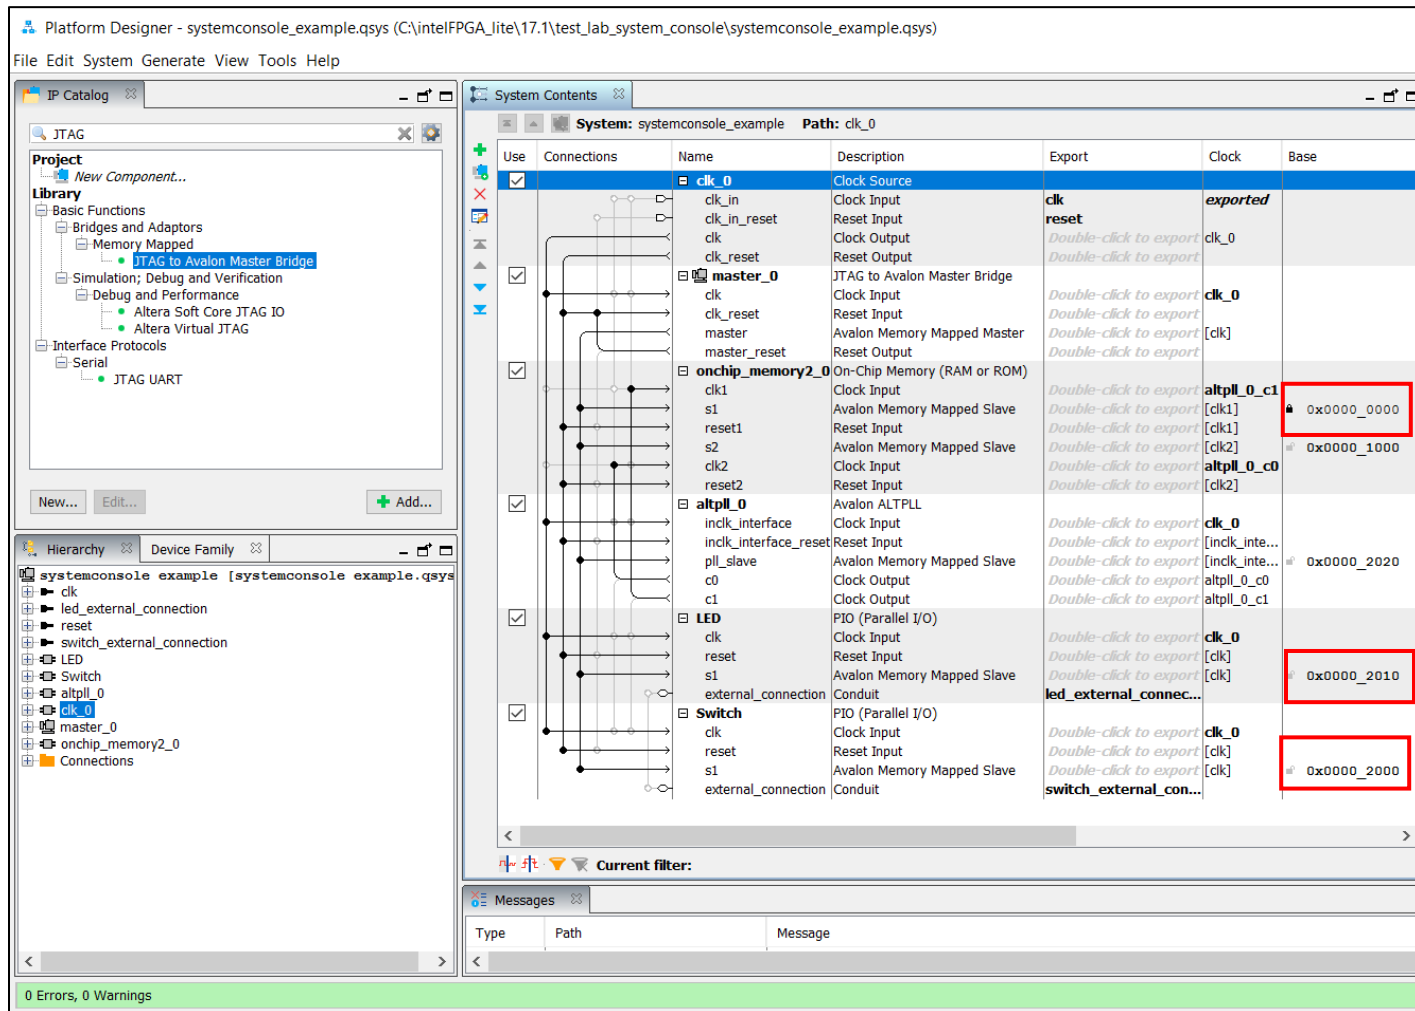 Platform Designer - systemconsole_example.qsys (C:\intelFPGA_lite\17.1\test_lab_system_console\systemconsole_example.qsys)
File Edit System Generate View Tools Help
IP Catalog
JTAG
Project
New Component...
Library
Basic Functions
Bridges and Adaptors
Memory Mapped
JTAG to Avalon Master Bridge
Simulation; Debug and Verification
Debug and Performance
Altera Soft Core JTAG IO
Altera Virtual JTAG
Interface Protocols
Serial
JTAG UART
New... Edit... Add...
Hierarchy Device Family
systemconsole example [systemconsole example.qsys
clk
led_external_connection
reset
switch_external_connection
LED
Switch
altpll_0
clk_0
master_0
onchip_memory2_0
Connections
System Contents
System: systemconsole_example Path: clk_0
Use Connections Name Description Export Clock Base
clk_0 Clock Source
clk_in Clock Input clk exported
clk_in_reset Reset Input reset
clk Clock Output Double-click to export clk_0
clk_reset Reset Output Double-click to export
master_0 JTAG to Avalon Master Bridge
clk Clock Input Double-click to export clk_0
clk_reset Reset Input Double-click to export
master Avalon Memory Mapped Master Double-click to export [clk]
master_reset Reset Output Double-click to export
onchip_memory2_0 On-Chip Memory (RAM or ROM)
clk1 Clock Input Double-click to export altpll_0_c1
s1 Avalon Memory Mapped Slave Double-click to export [clk1] 0x0000_0000
reset1 Reset Input Double-click to export [clk1]
s2 Avalon Memory Mapped Slave Double-click to export [clk2] 0x0000_1000
clk2 Clock Input Double-click to export altpll_0_c0
reset2 Reset Input Double-click to export [clk2]
altpll_0 Avalon ALTPLL
inclk_interface Clock Input Double-click to export clk_0
inclk_interface_reset Reset Input Double-click to export [inclk_inte...
pll_slave Avalon Memory Mapped Slave Double-click to export [inclk_inte... 0x0000_2020
c0 Clock Output Double-click to export altpll_0_c0
c1 Clock Output Double-click to export altpll_0_c1
LED PIO (Parallel I/O)
clk Clock Input Double-click to export clk_0
reset Reset Input Double-click to export [clk]
s1 Avalon Memory Mapped Slave Double-click to export [clk] 0x0000_2010
external_connection Conduit led_external_connec...
Switch PIO (Parallel I/O)
clk Clock Input Double-click to export clk_0
reset Reset Input Double-click to export [clk]
s1 Avalon Memory Mapped Slave Double-click to export [clk] 0x0000_2000
external_connection Conduit switch_external_con...
Current filter:
Messages
Type Path Message
0 Errors, 0 Warnings